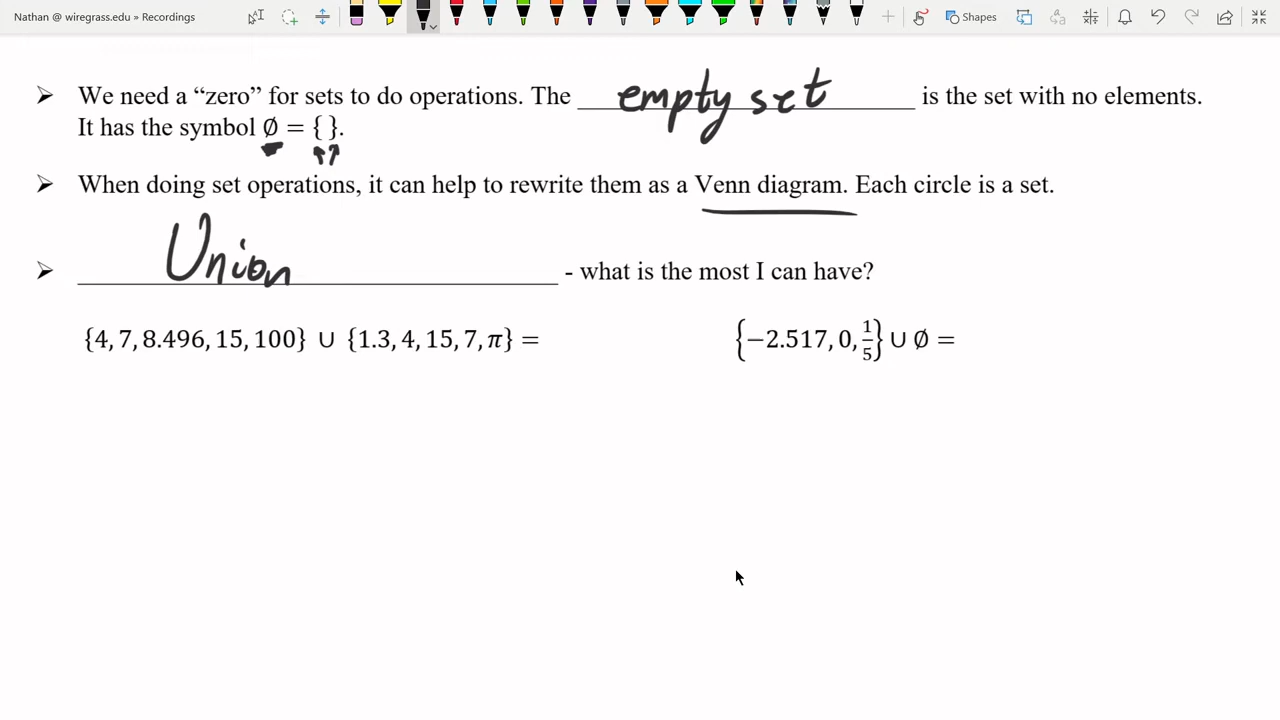 Nathan @ wiregrass.edu » Recordings
Shapes
➤ We need a “zero” for sets to do operations. The empty set is the set with no elements.
It has the symbol ∅ = { }.
➤ When doing set operations, it can help to rewrite them as a Venn diagram. Each circle is a set.
➤ Union - what is the most I can have?
{4, 7, 8.496, 15, 100} ∪ {1.3, 4, 15, 7, π} = {−2.517, 0, 1/5} ∪ ∅ =